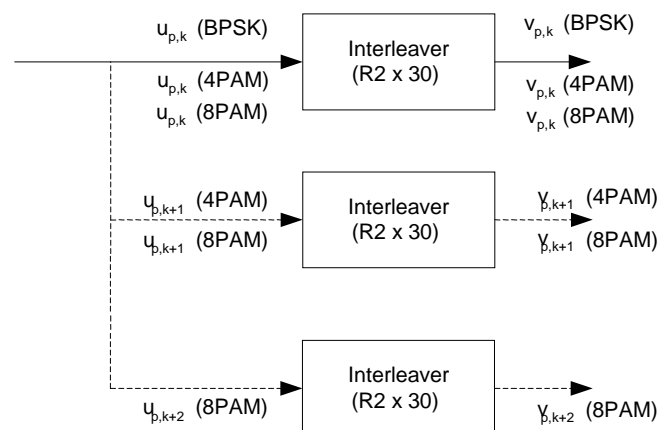 u_p,k (BPSK)
Interleaver
(R2 x 30)
v_p,k (BPSK)
u_p,k (4PAM)
u_p,k (8PAM)
v_p,k (4PAM)
v_p,k (8PAM)
u_p,k+1 (4PAM)
u_p,k+1 (8PAM)
Interleaver
(R2 x 30)
v_p,k+1 (4PAM)
v_p,k+1 (8PAM)
u_p,k+2 (8PAM)
Interleaver
(R2 x 30)
v_p,k+2 (8PAM)